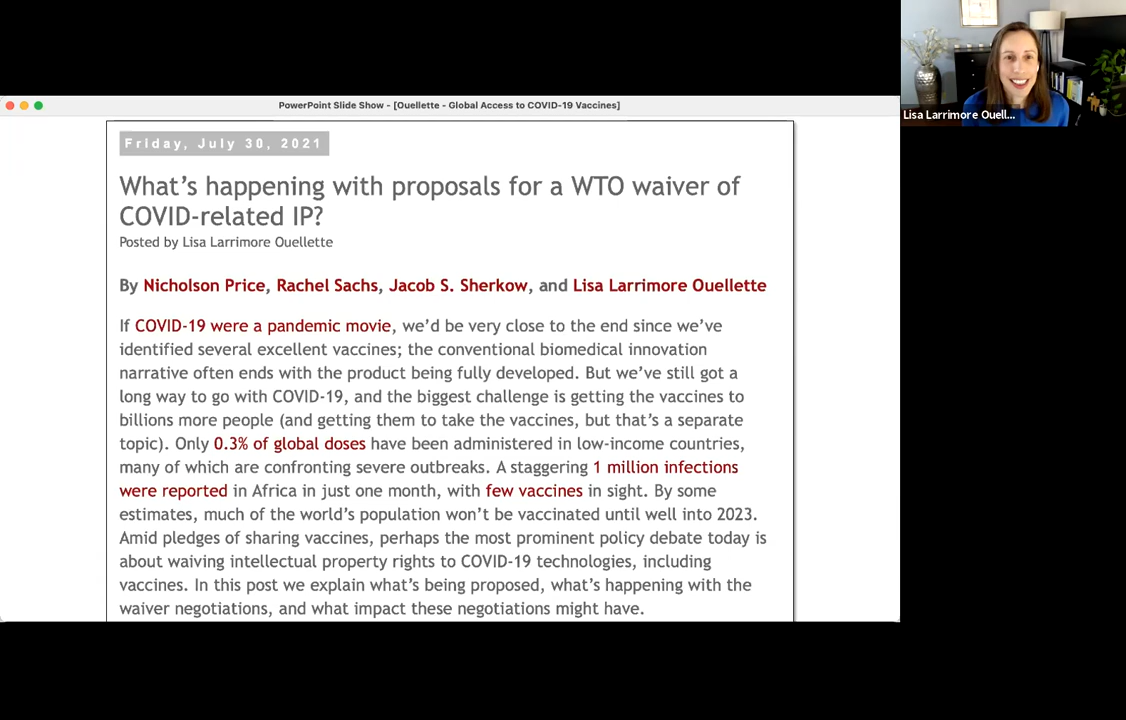 PowerPoint Slide Show - [Ouellette - Global Access to COVID-19 Vaccines]
Lisa Larrimore Ouell...
Friday, July 30, 2021
What's happening with proposals for a WTO waiver of
COVID-related IP?
Posted by Lisa Larrimore Ouellette
By Nicholson Price, Rachel Sachs, Jacob S. Sherkow, and Lisa Larrimore Ouellette
If COVID-19 were a pandemic movie, we'd be very close to the end since we've
identified several excellent vaccines; the conventional biomedical innovation
narrative often ends with the product being fully developed. But we've still got a
long way to go with COVID-19, and the biggest challenge is getting the vaccines to
billions more people (and getting them to take the vaccines, but that's a separate
topic). Only 0.3% of global doses have been administered in low-income countries,
many of which are confronting severe outbreaks. A staggering 1 million infections
were reported in Africa in just one month, with few vaccines in sight. By some
estimates, much of the world's population won't be vaccinated until well into 2023.
Amid pledges of sharing vaccines, perhaps the most prominent policy debate today is
about waiving intellectual property rights to COVID-19 technologies, including
vaccines. In this post we explain what's being proposed, what's happening with the
waiver negotiations, and what impact these negotiations might have.